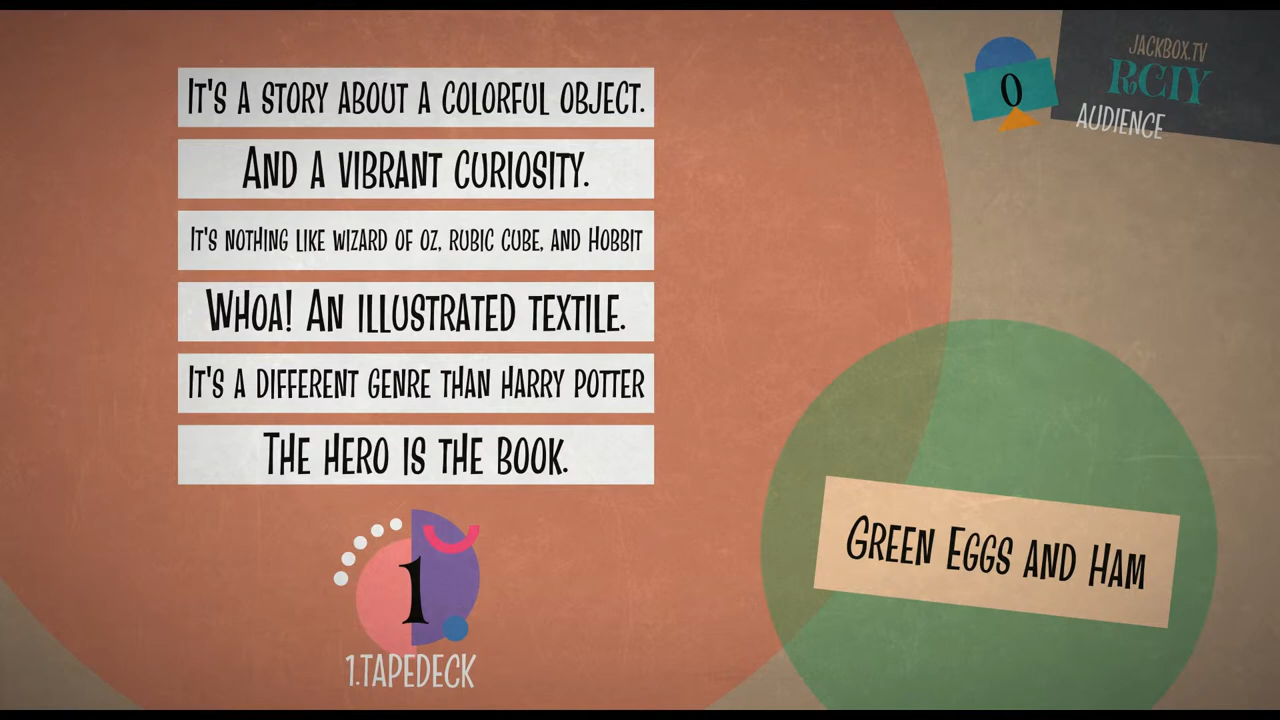 It's a story about a colorful object.
And a vibrant curiosity.
It's nothing like wizard of oz, rubic cube, and Hobbit
Whoa! An illustrated textile.
It's a different genre than harry potter
The hero is the book.
1
1.TAPEDECK
0
JACKBOX.TV
RCIY
AUDIENCE
Green Eggs and Ham